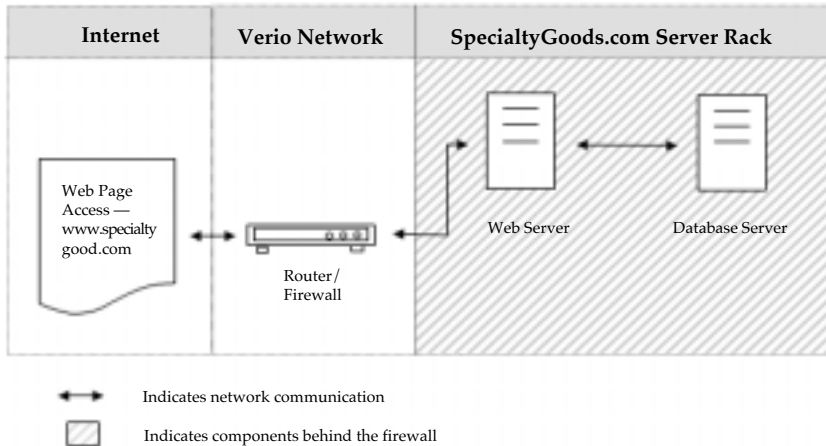 Internet
Verio Network
SpecialtyGoods.com Server Rack
Web Page
Access —
www.specialty
good.com
Router/
Firewall
Web Server
Database Server
Indicates network communication
Indicates components behind the firewall